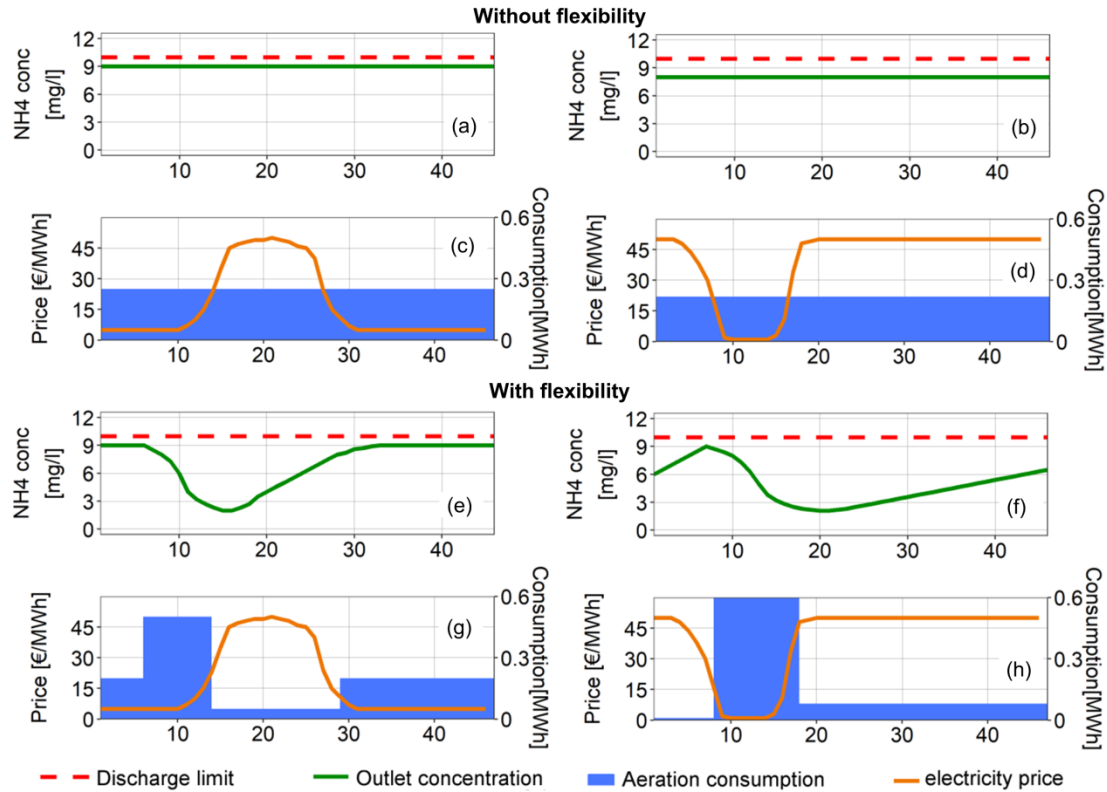 Without flexibility
NH4 conc
[mg/l]
12
9
6
3
0
(a)
10
20
30
40
NH4 conc
[mg/l]
12
9
6
3
0
(b)
10
20
30
40
Price [€/MWh]
45
30
15
0
(c)
0.6
0.3
0
Consumption[MWh]
10
20
30
40
Price [€/MWh]
45
30
15
0
(d)
0.6
0.3
0
Consumption[MWh]
10
20
30
40
With flexibility
NH4 conc
[mg/l]
12
9
6
3
0
(e)
10
20
30
40
NH4 conc
[mg/l]
12
9
6
3
0
(f)
10
20
30
40
Price [€/MWh]
45
30
15
0
(g)
0.6
0.3
0
Consumption[MWh]
10
20
30
40
Price [€/MWh]
45
30
15
0
(h)
0.6
0.3
0
Consumption[MWh]
10
20
30
40
Discharge limit
Outlet concentration
Aeration consumption
electricity price